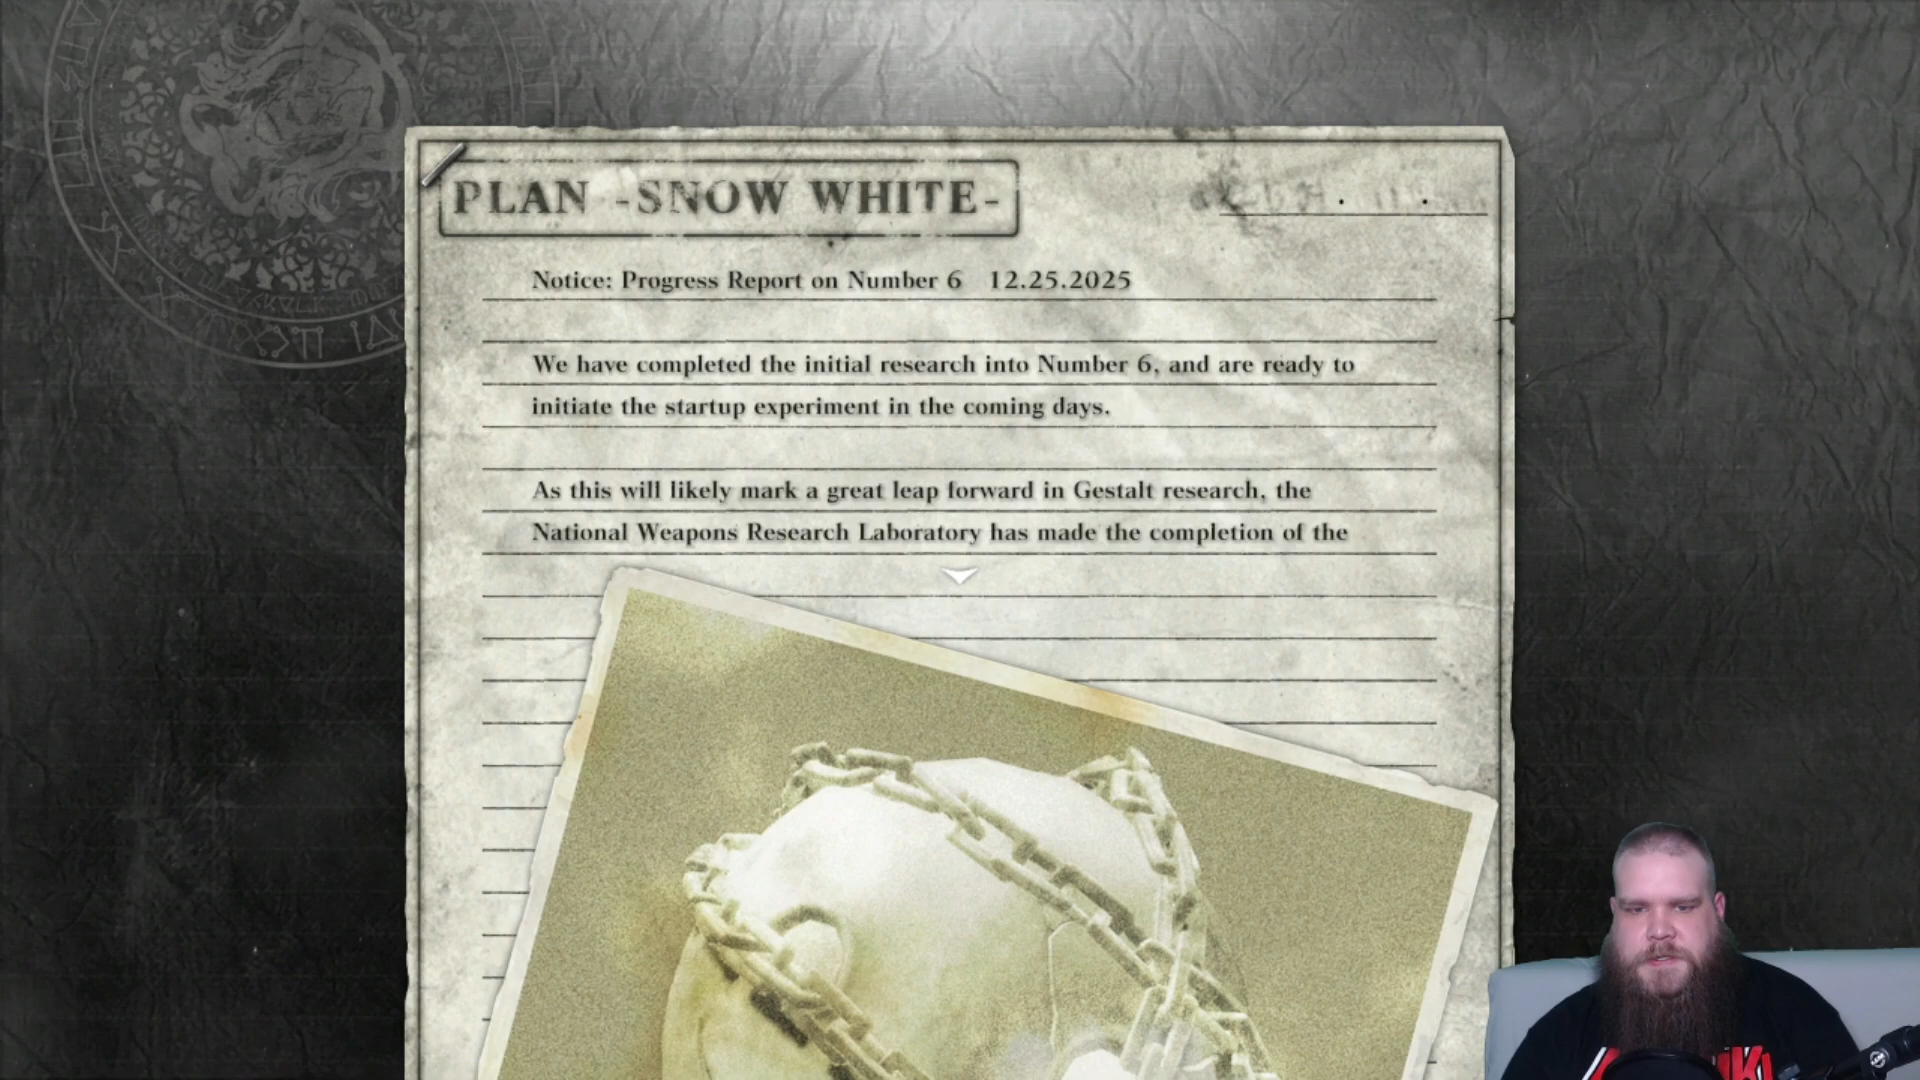 PLAN -SNOW WHITE-
Notice: Progress Report on Number 6 12.25.2025
We have completed the initial research into Number 6, and are ready to
initiate the startup experiment in the coming days.
As this will likely mark a great leap forward in Gestalt research, the
National Weapons Research Laboratory has made the completion of the